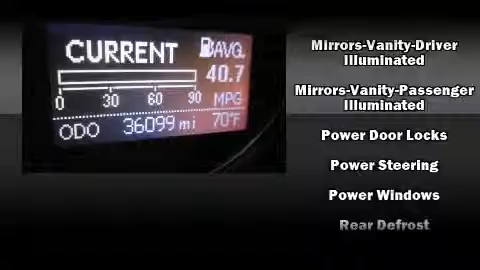 CURRENT
AVG.
40.7
MPG
0 30 60 90
ODO 36099 mi 70°F
Mirrors-Vanity-Driver
Illuminated
Mirrors-Vanity-Passenger
Illuminated
Power Door Locks
Power Steering
Power Windows
Rear Defrost